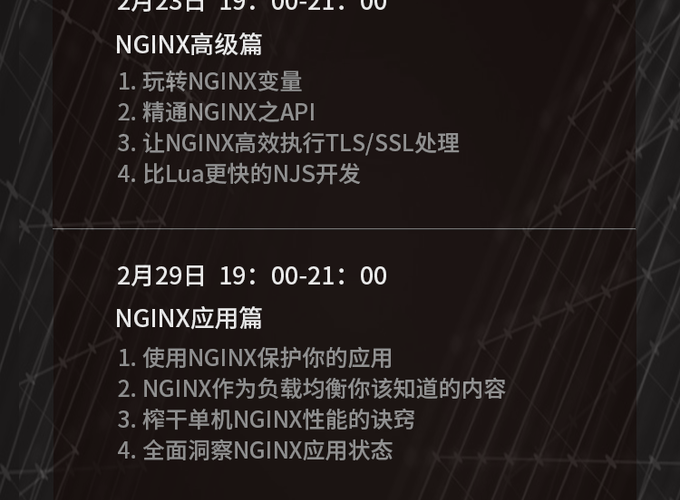 2月23日 19：00-21：00
NGINX高级篇
1. 玩转NGINX变量
2. 精通NGINX之API
3. 让NGINX高效执行TLS/SSL处理
4. 比Lua更快的NJS开发
2月29日 19：00-21：00
NGINX应用篇
1. 使用NGINX保护你的应用
2. NGINX作为负载均衡你该知道的内容
3. 榨干单机NGINX性能的诀窍
4. 全面洞察NGINX应用状态